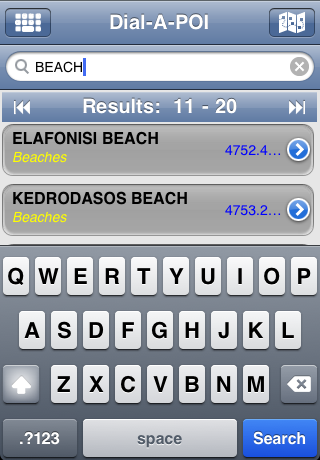 Dial-A-POI
BEACH
Results: 11 - 20
ELAFONISI BEACH
Beaches
4752.4...
KEDRODASOS BEACH
Beaches
4753.2...
Q W E R T Y U I O P
A S D F G H J K L
Z X C V B N M
.?123 space Search